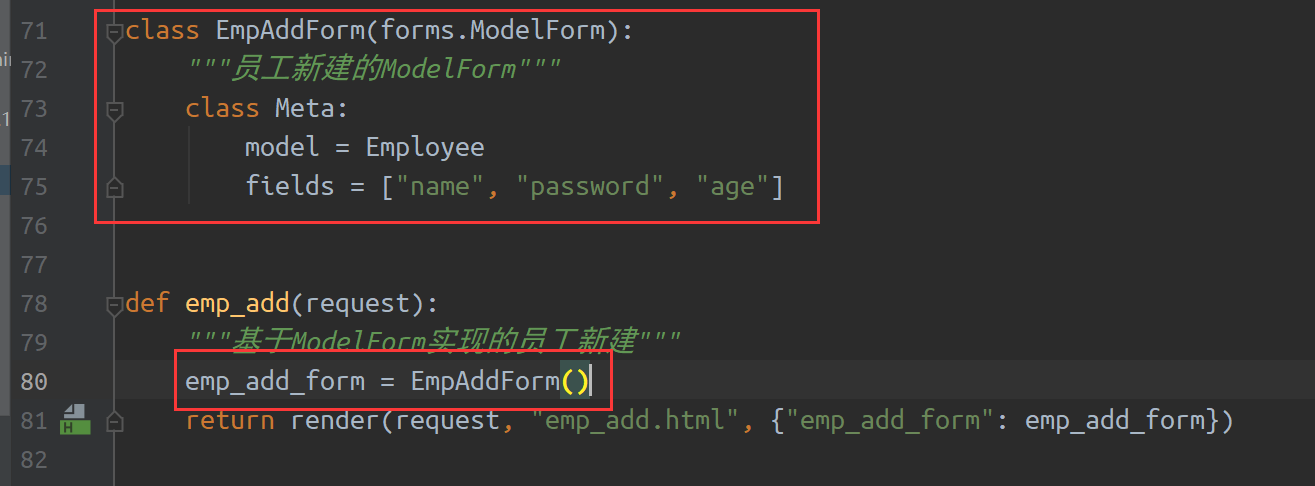 71 class EmpAddForm(forms.ModelForm):
72 """员工新建的ModelForm"""
73 class Meta:
74 model = Employee
75 fields = ["name", "password", "age"]
76
77
78 def emp_add(request):
79 """基于ModelForm实现的员工新建"""
80 emp_add_form = EmpAddForm()
81 return render(request, "emp_add.html", {"emp_add_form": emp_add_form})
82